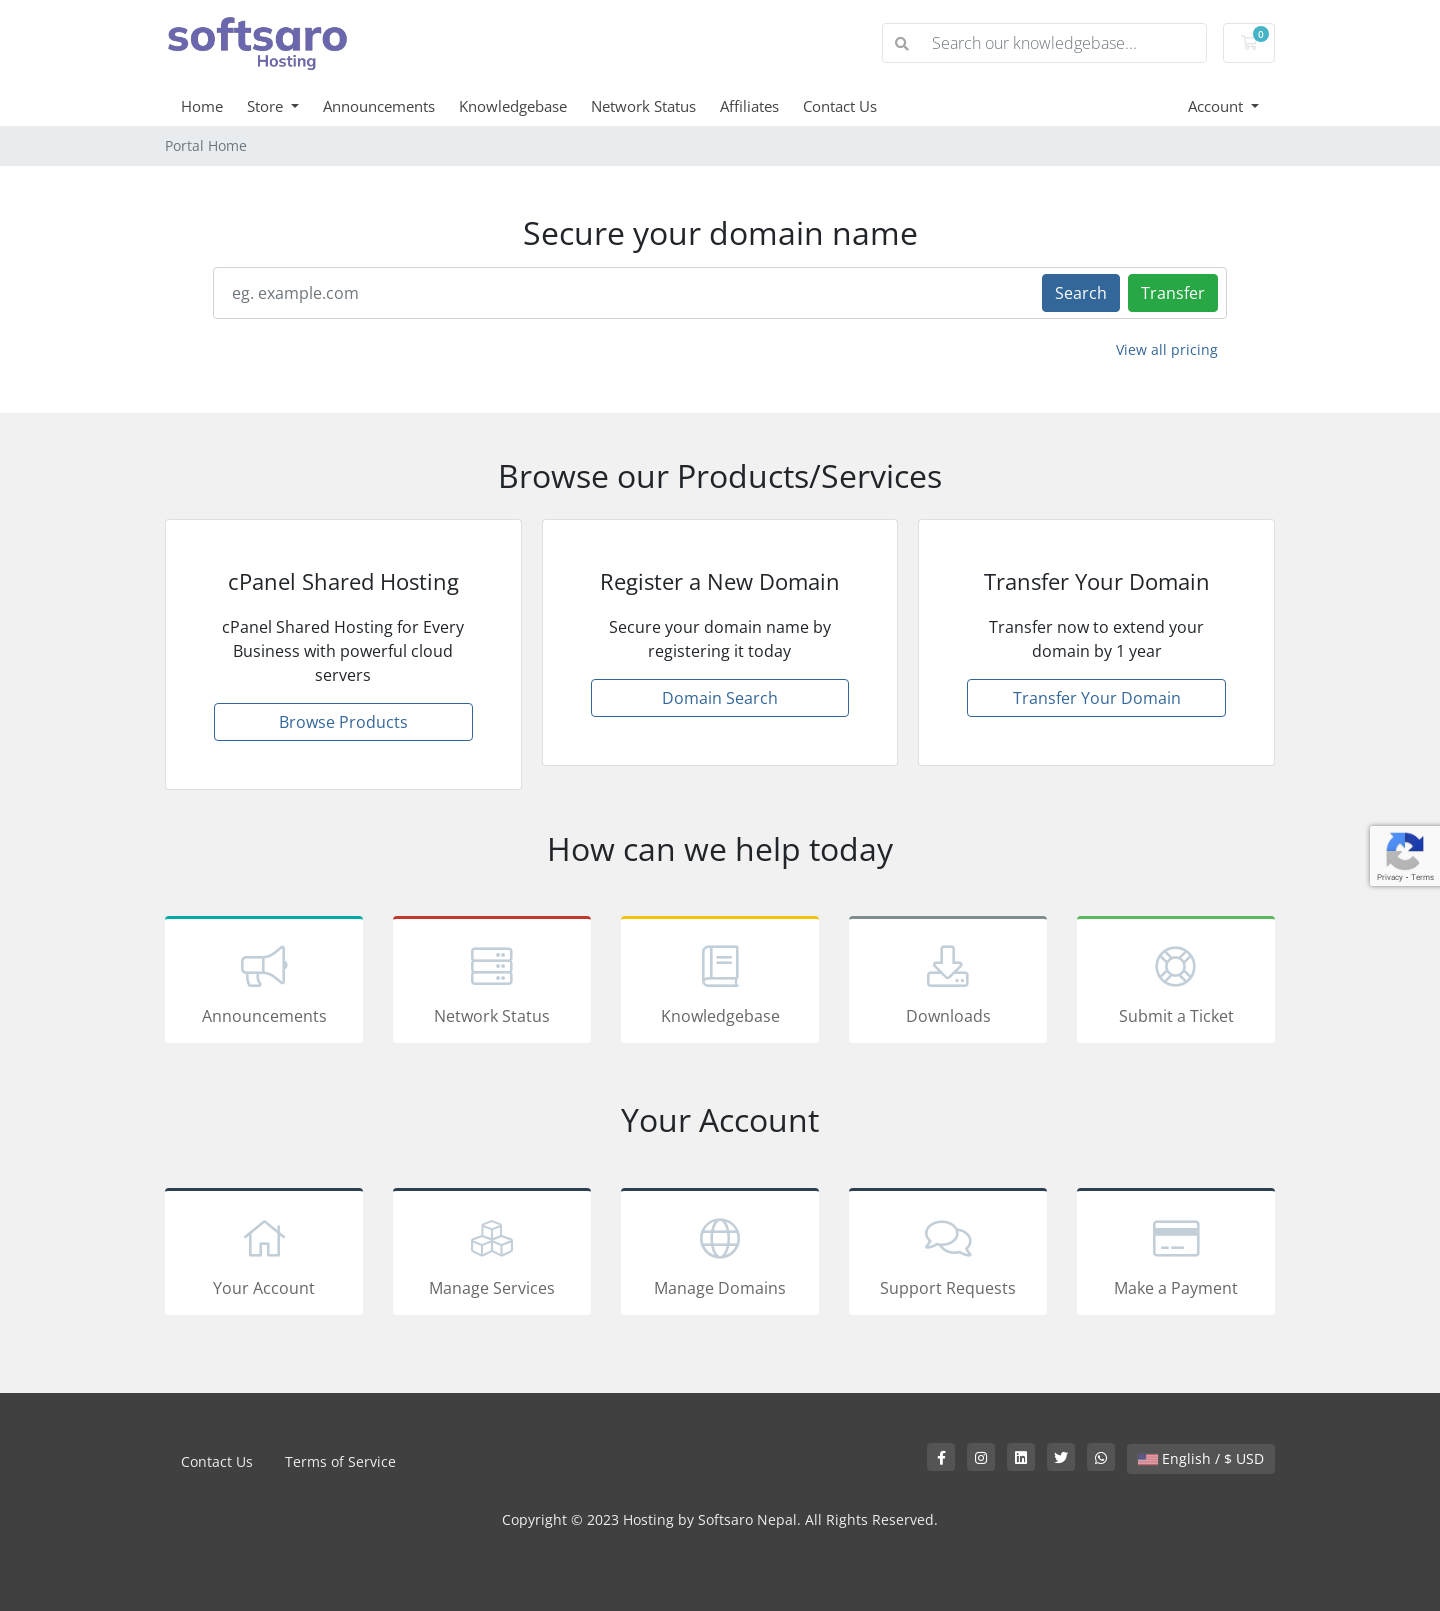 softsaro
Hosting
Search our knowledgebase...
0
Home
Store
Announcements
Knowledgebase
Network Status
Affiliates
Contact Us
Account
Portal Home
Secure your domain name
eg. example.com
Search
Transfer
View all pricing
Browse our Products/Services
cPanel Shared Hosting
cPanel Shared Hosting for Every
Business with powerful cloud
servers
Browse Products
Register a New Domain
Secure your domain name by
registering it today
Domain Search
Transfer Your Domain
Transfer now to extend your
domain by 1 year
Transfer Your Domain
How can we help today
Privacy - Terms
Announcements
Network Status
Knowledgebase
Downloads
Submit a Ticket
Your Account
Your Account
Manage Services
Manage Domains
Support Requests
Make a Payment
Contact Us
Terms of Service
English / $ USD
Copyright © 2023 Hosting by Softsaro Nepal. All Rights Reserved.